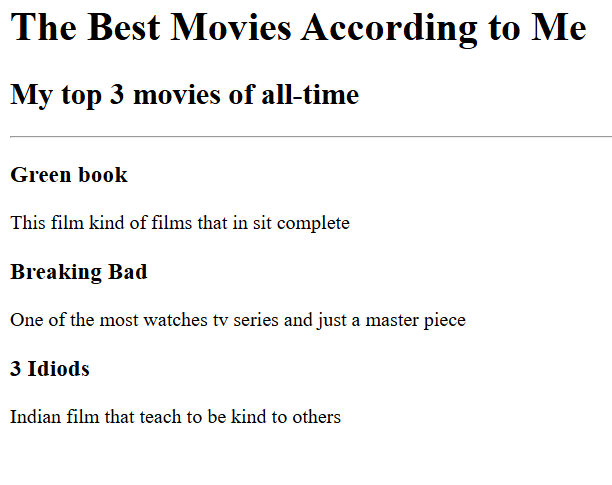 The Best Movies According to Me
My top 3 movies of all-time
Green book
This film kind of films that in sit complete
Breaking Bad
One of the most watches tv series and just a master piece
3 Idiods
Indian film that teach to be kind to others